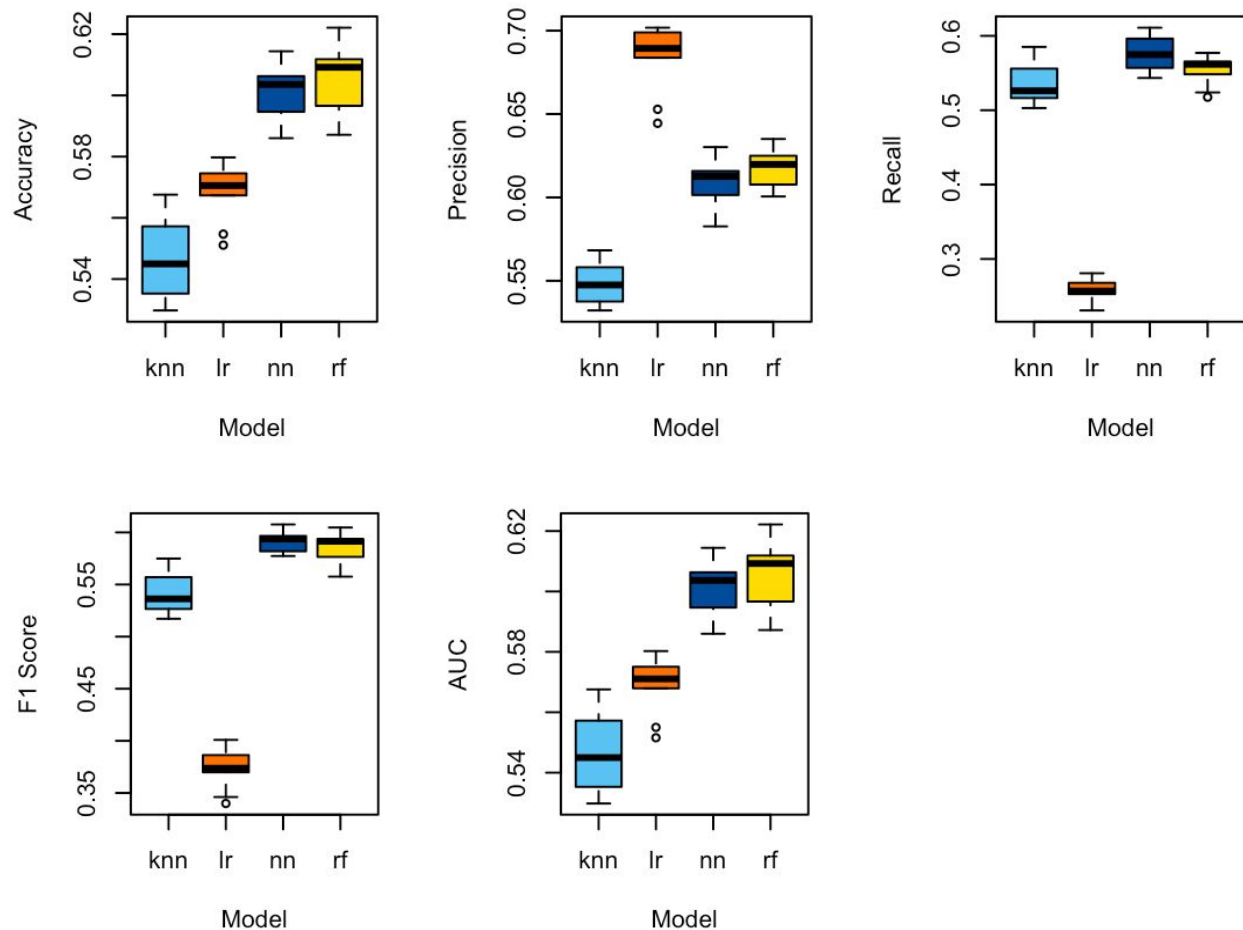 Accuracy
0.62
0.58
0.54
knn lr nn rf
Model
Precision
0.70
0.65
0.60
0.55
knn lr nn rf
Model
Recall
0.6
0.5
0.4
0.3
knn lr nn rf
Model
F1 Score
0.55
0.45
0.35
knn lr nn rf
Model
AUC
0.62
0.58
0.54
knn lr nn rf
Model